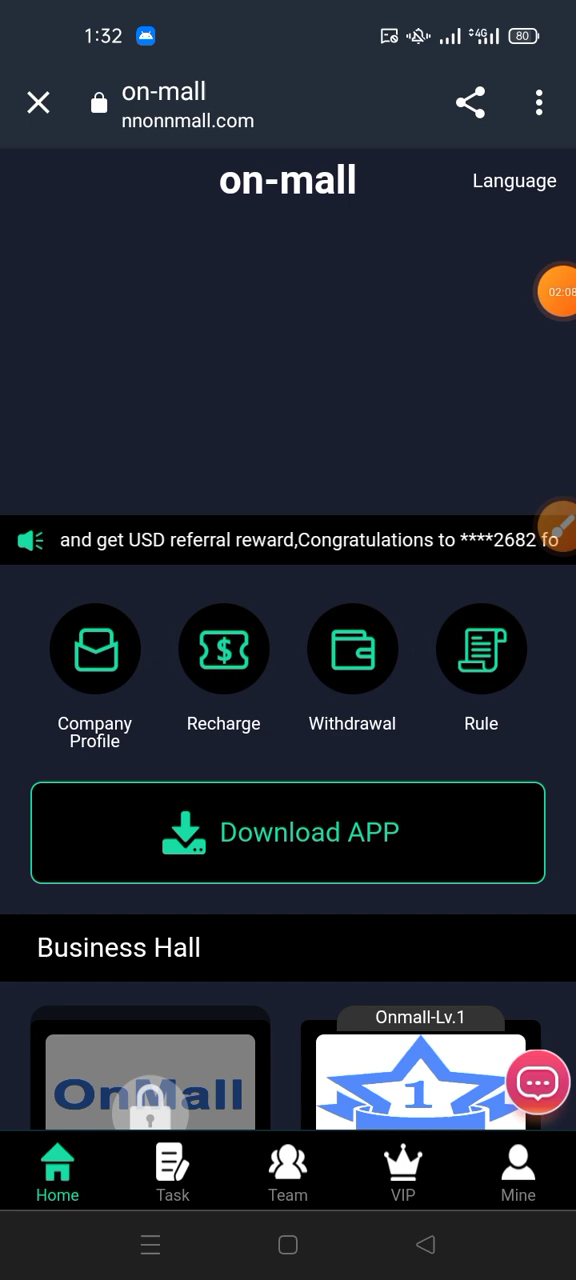 1:32
4G
80
on-mall
nnonnmall.com
on-mall
Language
02:08
and get USD referral reward,Congratulations to ****2682 fo
Company
Profile
Recharge
Withdrawal
Rule
Download APP
Business Hall
Onmall-Lv.1
OnMall
1
Home
Task
Team
VIP
Mine